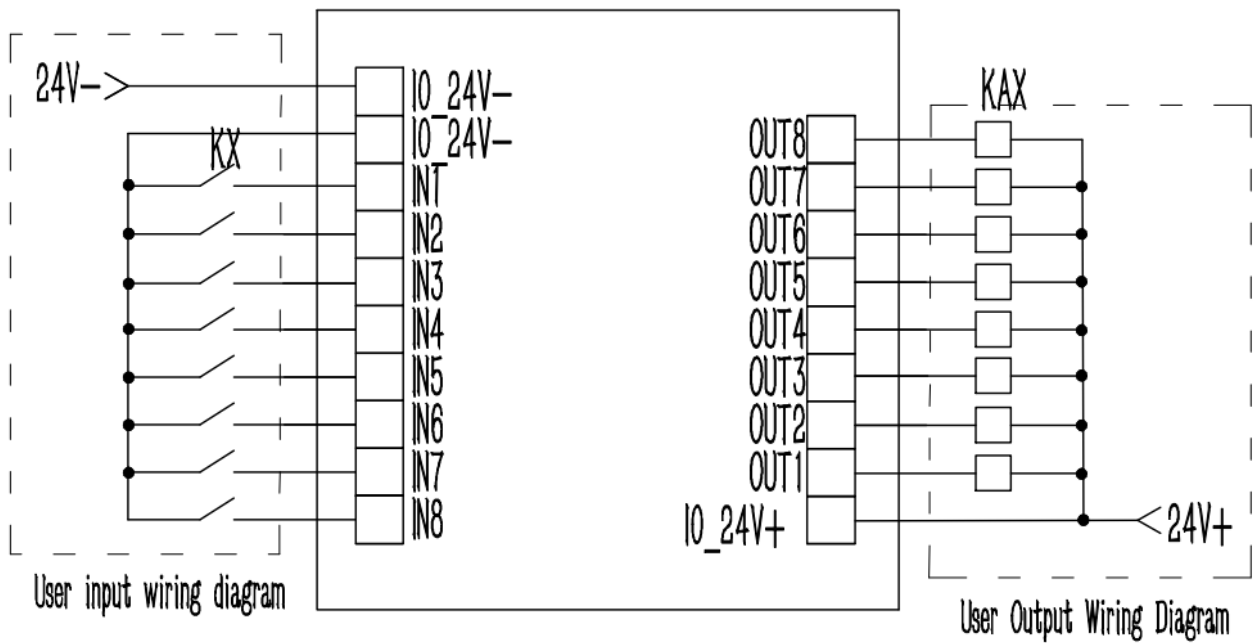 24V-
IO_24V-
IO_24V-
KX
IN1
IN2
IN3
IN4
IN5
IN6
IN7
IN8
User input wiring diagram
KAX
OUT8
OUT7
OUT6
OUT5
OUT4
OUT3
OUT2
OUT1
IO_24V+
24V+
User Output Wiring Diagram